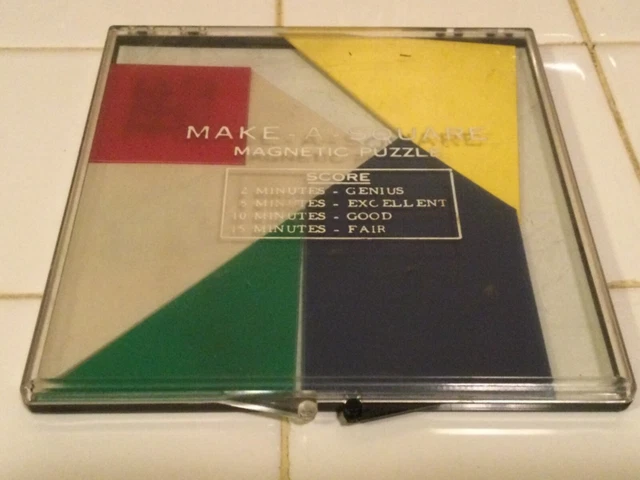 MAKE-A-SQUARE
MAGNETIC PUZZLE
SCORE
2 MINUTES - GENIUS
5 MINUTES - EXCELLENT
10 MINUTES - GOOD
15 MINUTES - FAIR